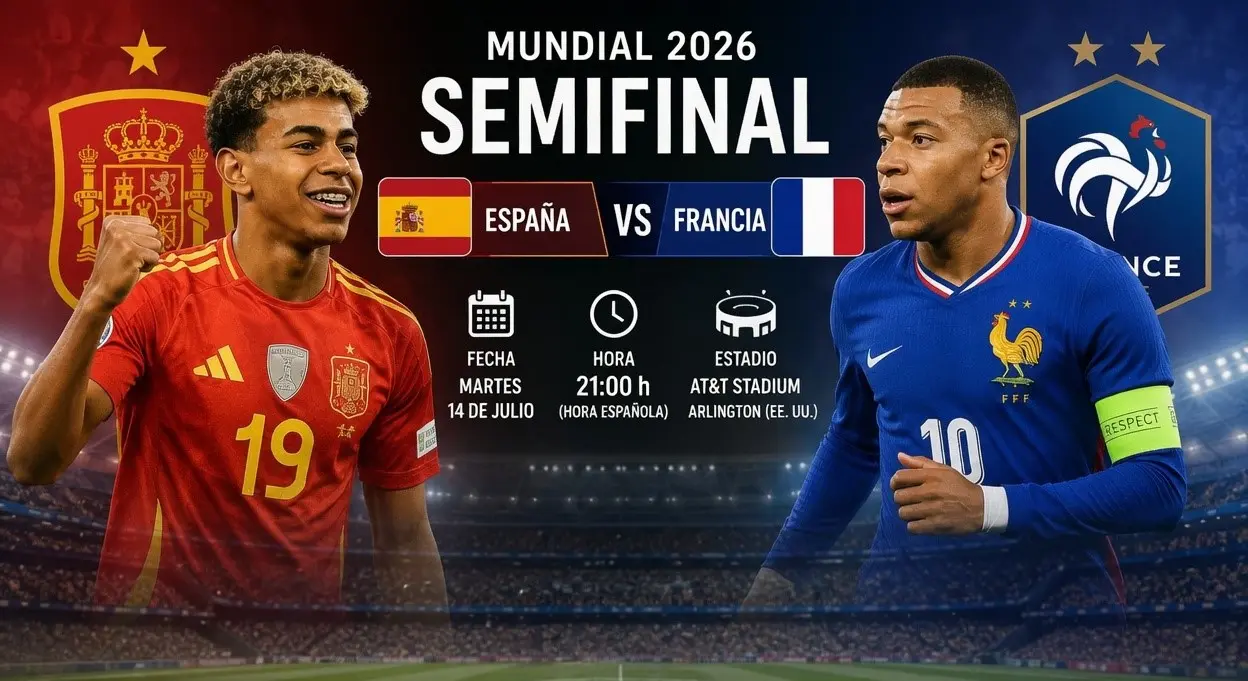 MUNDIAL 2026
SEMIFINAL
ESPAÑA VS FRANCIA
FECHA
MARTES
14 DE JULIO
HORA
21:00 h
(HORA ESPAÑOLA)
ESTADIO
AT&T STADIUM
ARLINGTON (EE. UU.)
NCE
19
FFF
10
RESPECT